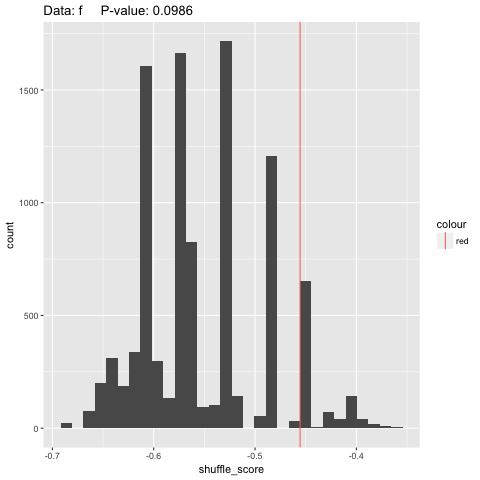 Data: f P-value: 0.0986
1500
1000
500
0
count
-0.7 -0.6 -0.5 -0.4
shuffle_score
colour
red